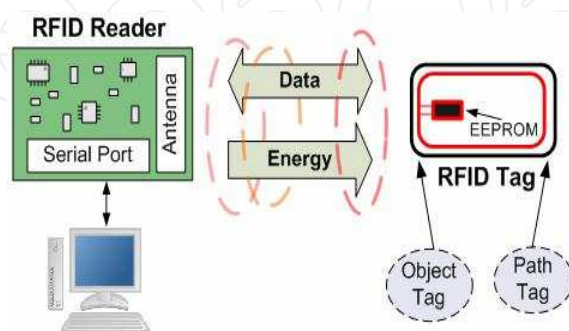 RFID Reader
Antenna
Serial Port
Data
Energy
EEPROM
RFID Tag
Object
Tag
Path
Tag